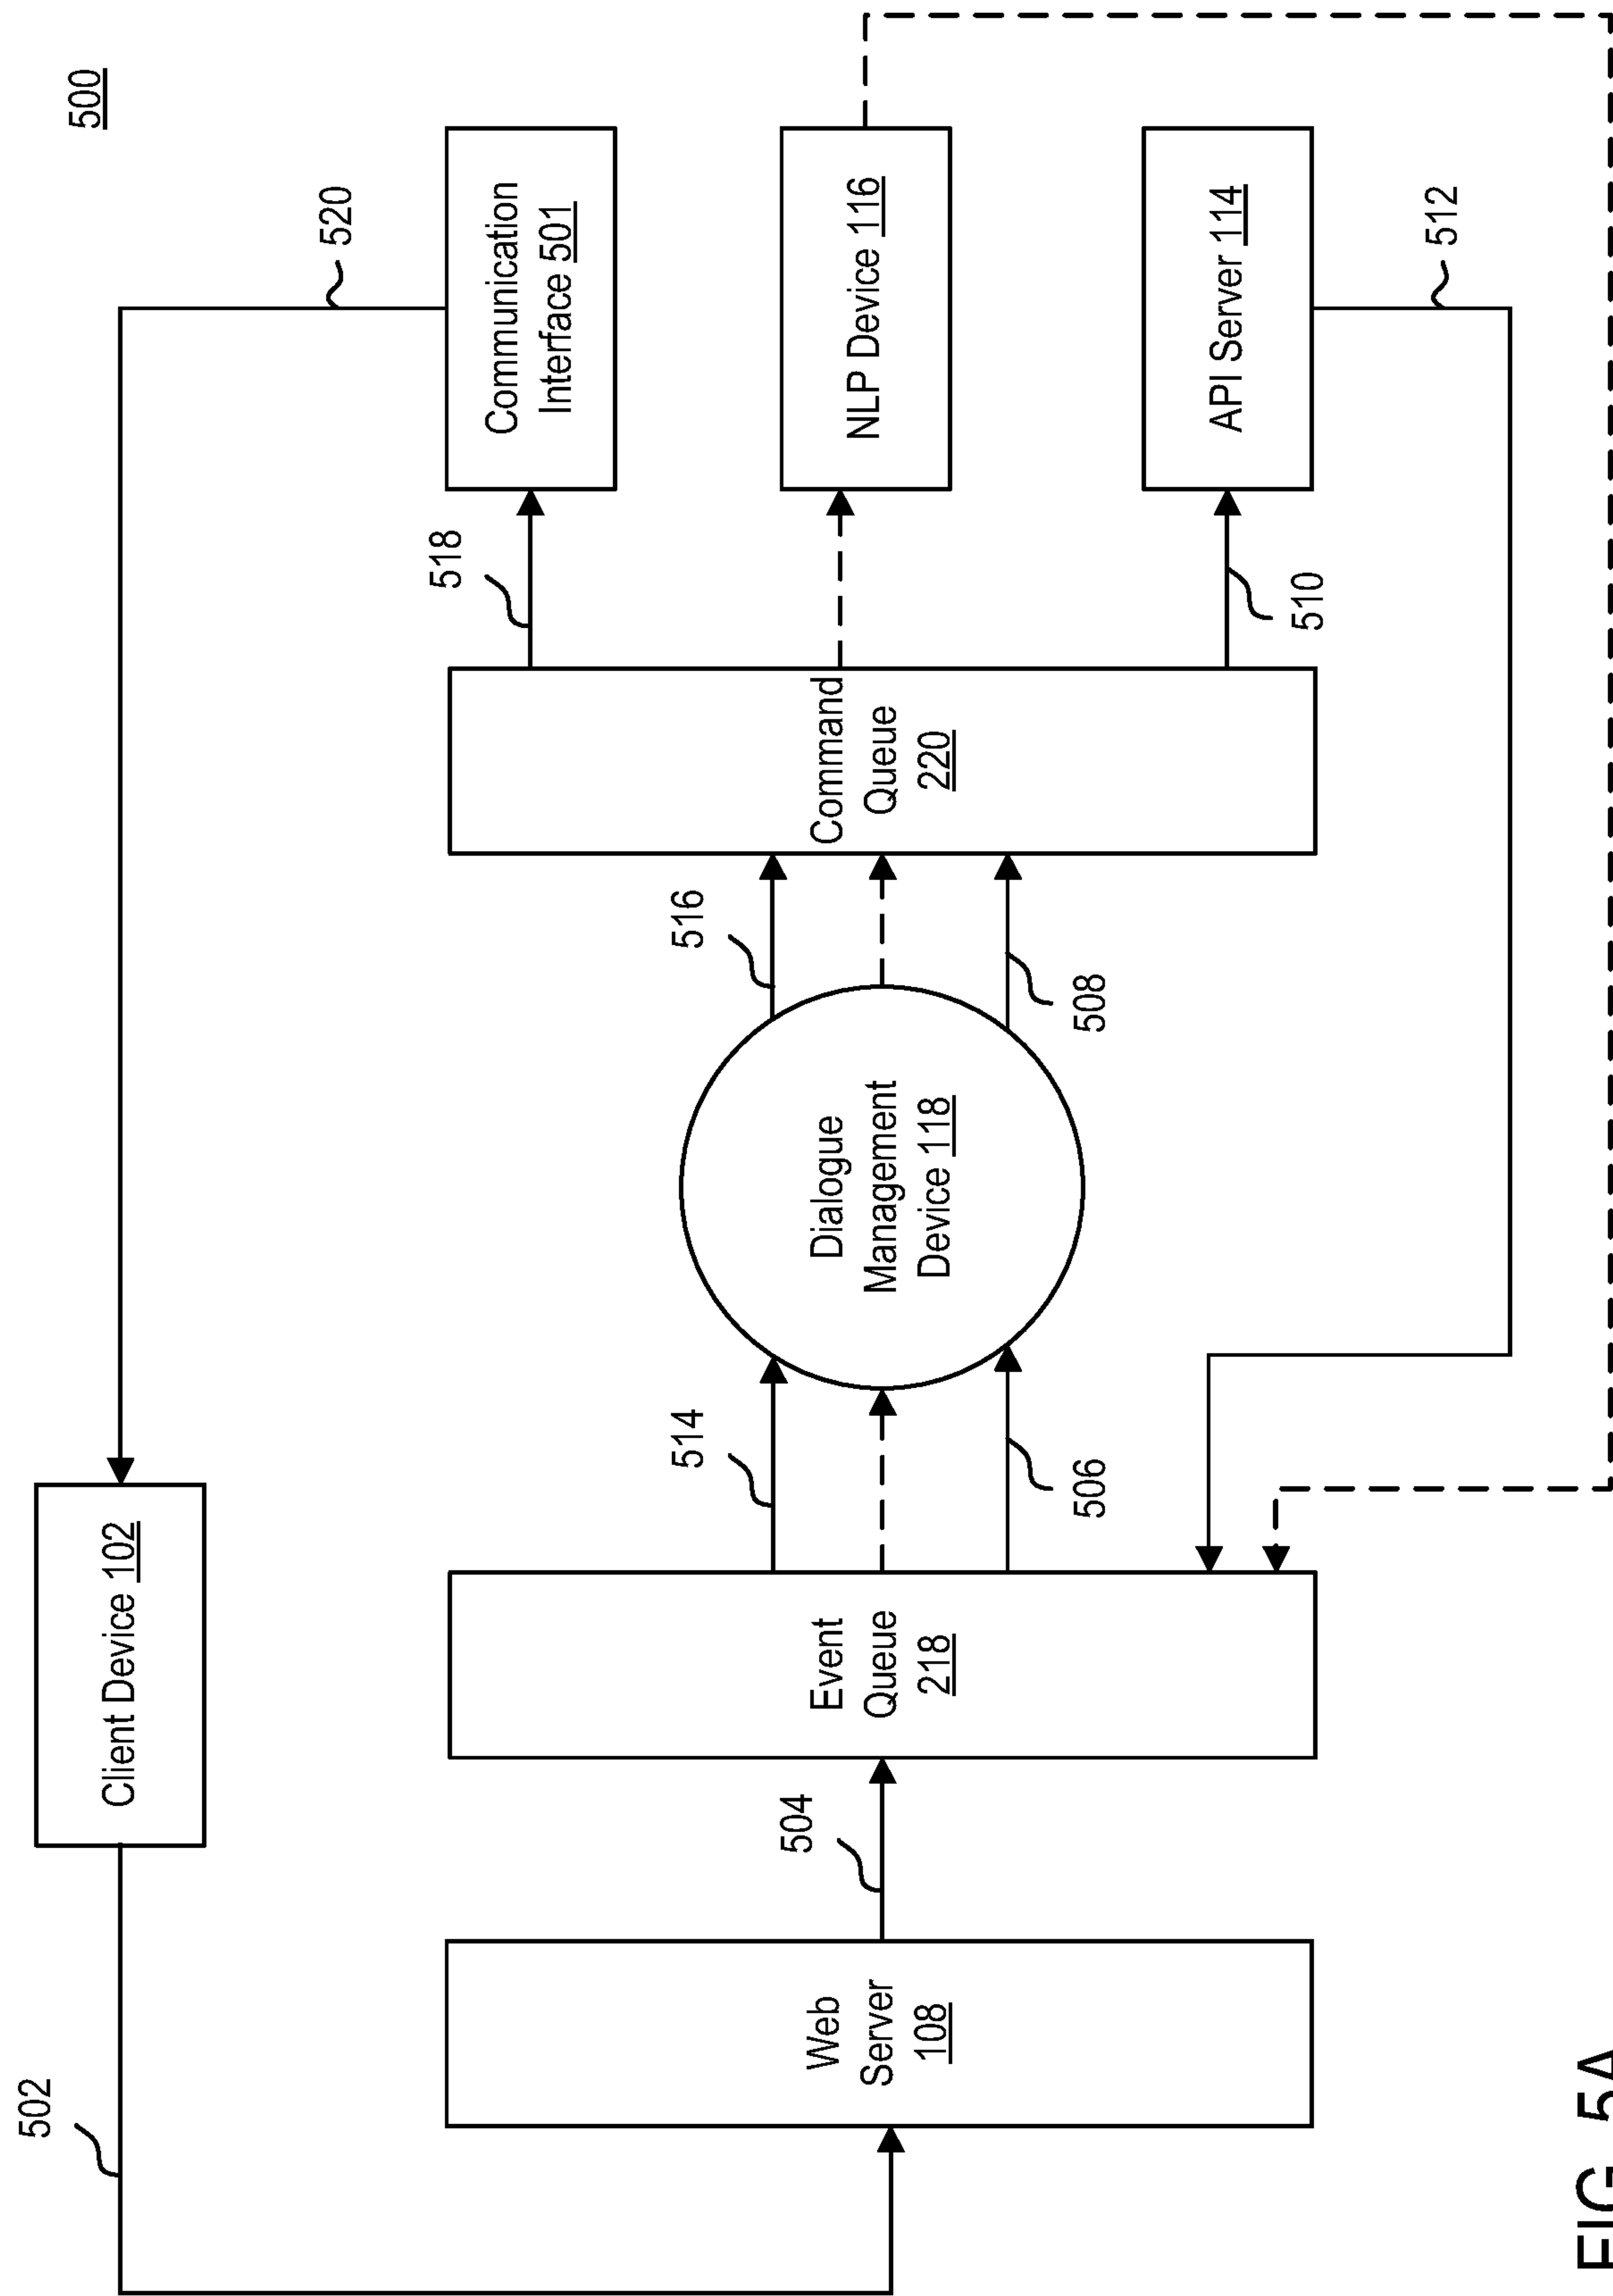 502
500
Client Device 102
520
518
Communication
Interface 501
514
516
504
Web
Server
108
Event
Queue
218
Dialogue
Management
Device 118
Command
Queue
220
NLP Device 116
506
508
API Server 114
510
512
FIG. 5A